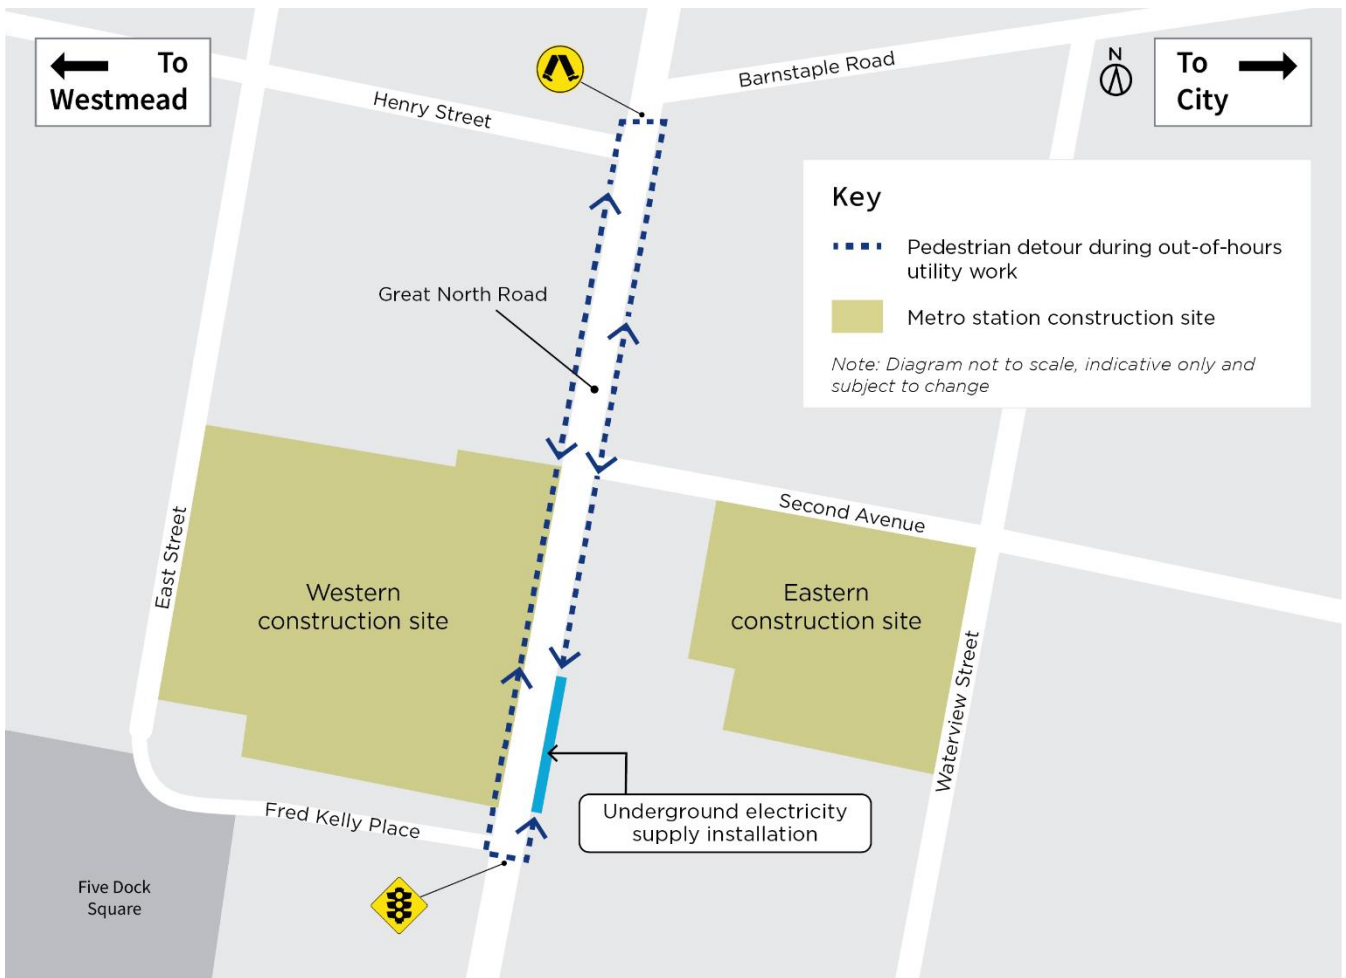 To
Westmead
N
To
City
Barnstaple Road
Henry Street
Key
Pedestrian detour during out-of-hours
utility work
Great North Road
Metro station construction site
Note: Diagram not to scale, indicative only and
subject to change
Second Avenue
East Street
Western
construction site
Eastern
construction site
Waterview Street
Fred Kelly Place
Underground electricity
supply installation
Five Dock
Square